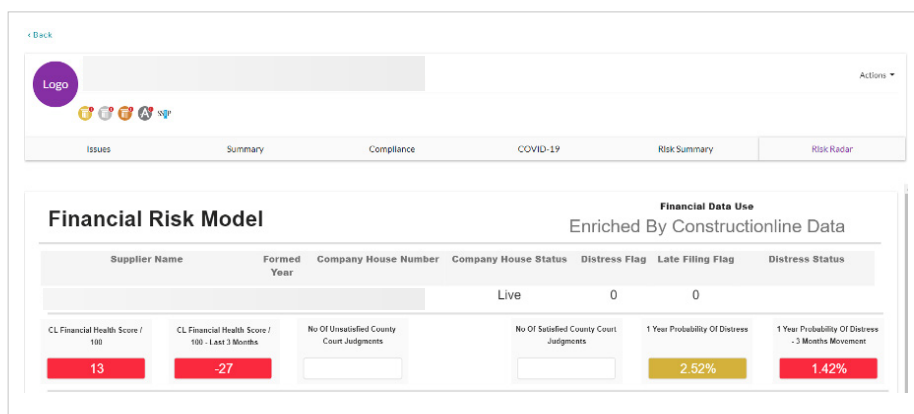 ‹ Back
Logo
Actions
Issues Summary Compliance COVID-19 Risk Summary Risk Radar
Financial Risk Model
Financial Data Use
Enriched By Constructionline Data
Supplier Name Formed Year Company House Number Company House Status Distress Flag Late Filing Flag Distress Status
Live 0 0
CL Financial Health Score / 100
13
CL Financial Health Score / 100 - Last 3 Months
-27
No Of Unsatisfied County Court Judgments
No Of Satisfied County Court Judgments
1 Year Probability Of Distress
2.52%
1 Year Probability Of Distress - 3 Months Movement
1.42%